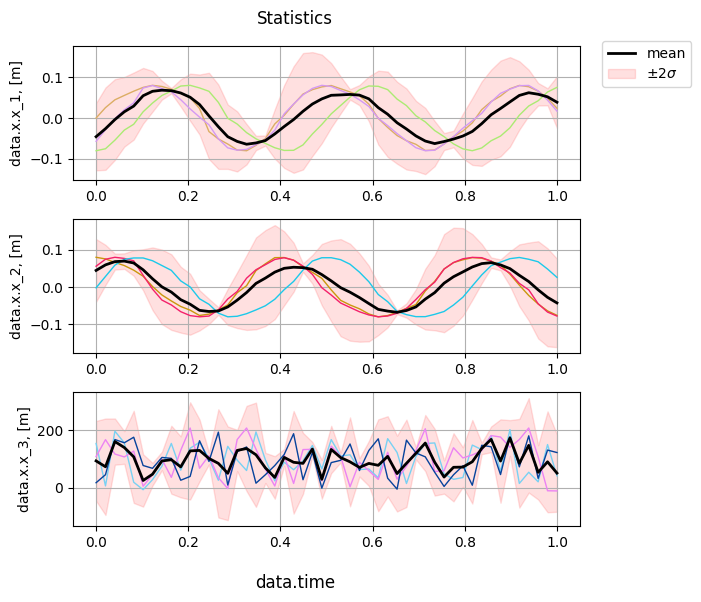 Statistics
mean
±2σ
data.x.x_1, [m]
0.1
0.0
−0.1
0.0 0.2 0.4 0.6 0.8 1.0
data.x.x_2, [m]
0.1
0.0
−0.1
0.0 0.2 0.4 0.6 0.8 1.0
data.x.x_3, [m]
200
0
0.0 0.2 0.4 0.6 0.8 1.0
data.time